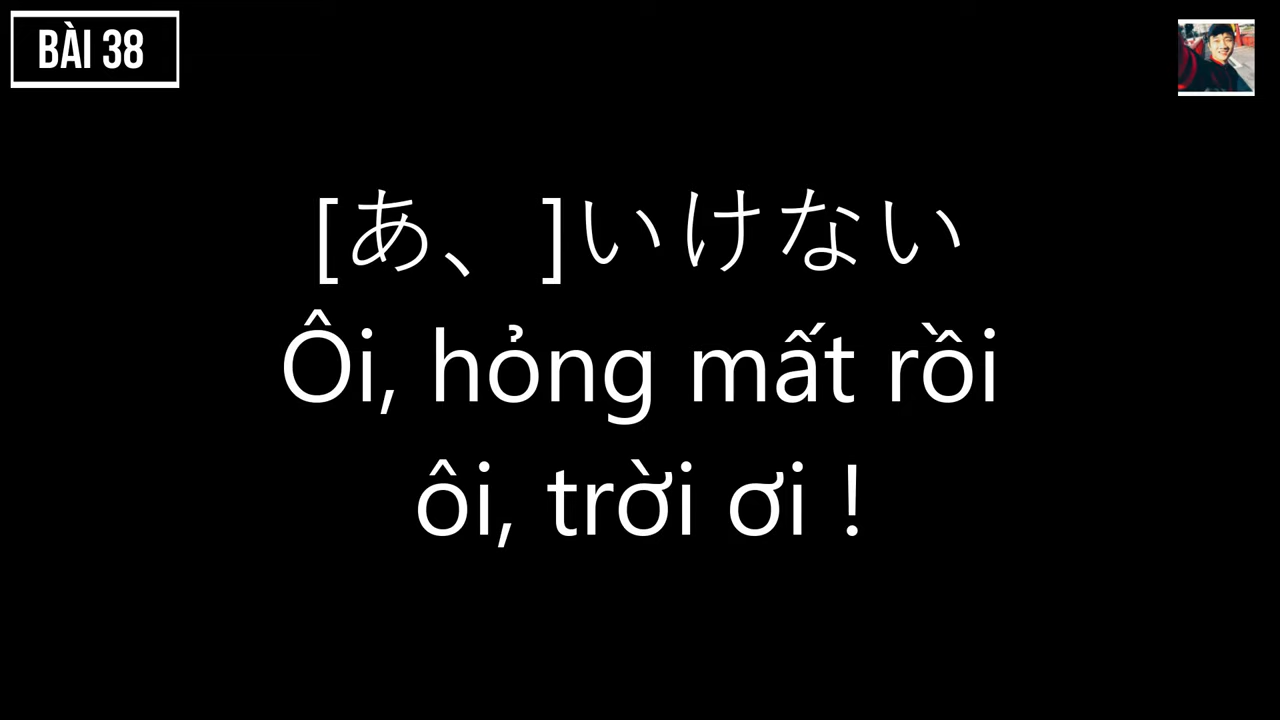 BÀI 38
[あ、]いけない
Ôi, hỏng mất rồi
ôi, trời ơi !